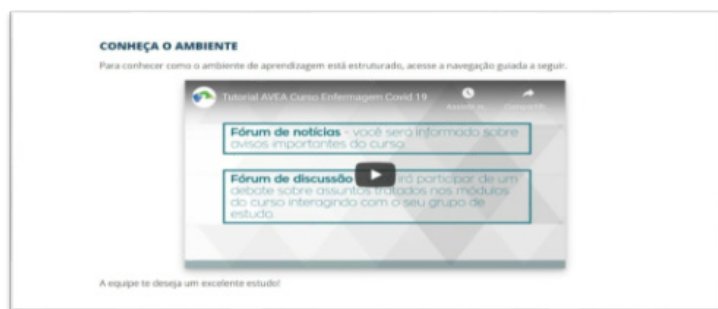 CONHEÇA O AMBIENTE
Para conhecer como o ambiente de aprendizagem está estruturado, acesse a navegação guiada a seguir.
Tutorial AVEA Curso Enfermagem Covid 19
Fórum de notícias - você será informado sobre
avisos importantes do curso.
Fórum de discussão irá participar de um
debate sobre assuntos tratados nos módulos
do curso interagindo com o seu grupo de
estudo.
A equipe te deseja um excelente estudo!